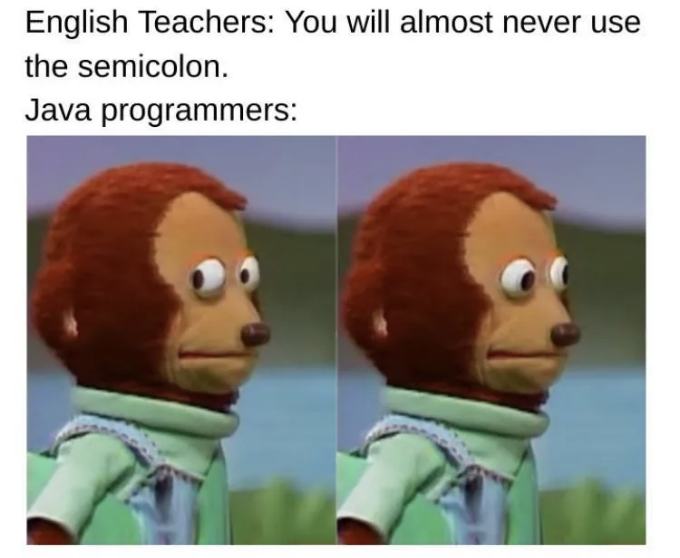 English Teachers: You will almost never use
the semicolon.
Java programmers: